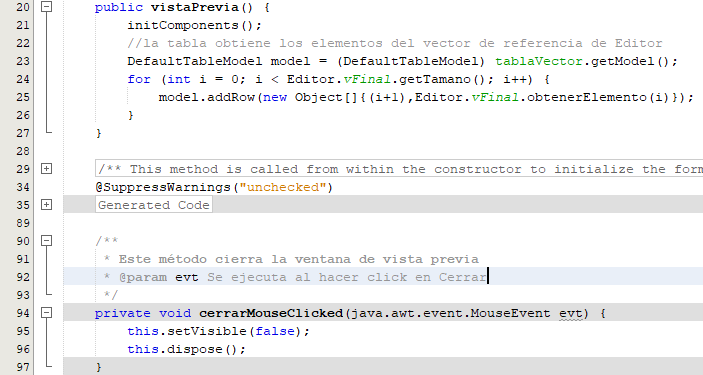 20 public vistaPrevia() {
21 initComponents();
22 //la tabla obtiene los elementos del vector de referencia de Editor
23 DefaultTableModel model = (DefaultTableModel) tablaVector.getModel();
24 for (int i = 0; i < Editor.vFinal.getTamano(); i++) {
25 model.addRow(new Object[]{(i+1),Editor.vFinal.obtenerElemento(i)});
26 }
27 }
28
29 /** This method is called from within the constructor to initialize the form
34 @SuppressWarnings("unchecked")
35 Generated Code
89
90 /**
91 * Este método cierra la ventana de vista previa
92 * @param evt Se ejecuta al hacer click en Cerrar
93 */
94 private void cerrarMouseClicked(java.awt.event.MouseEvent evt) {
95 this.setVisible(false);
96 this.dispose();
97 }